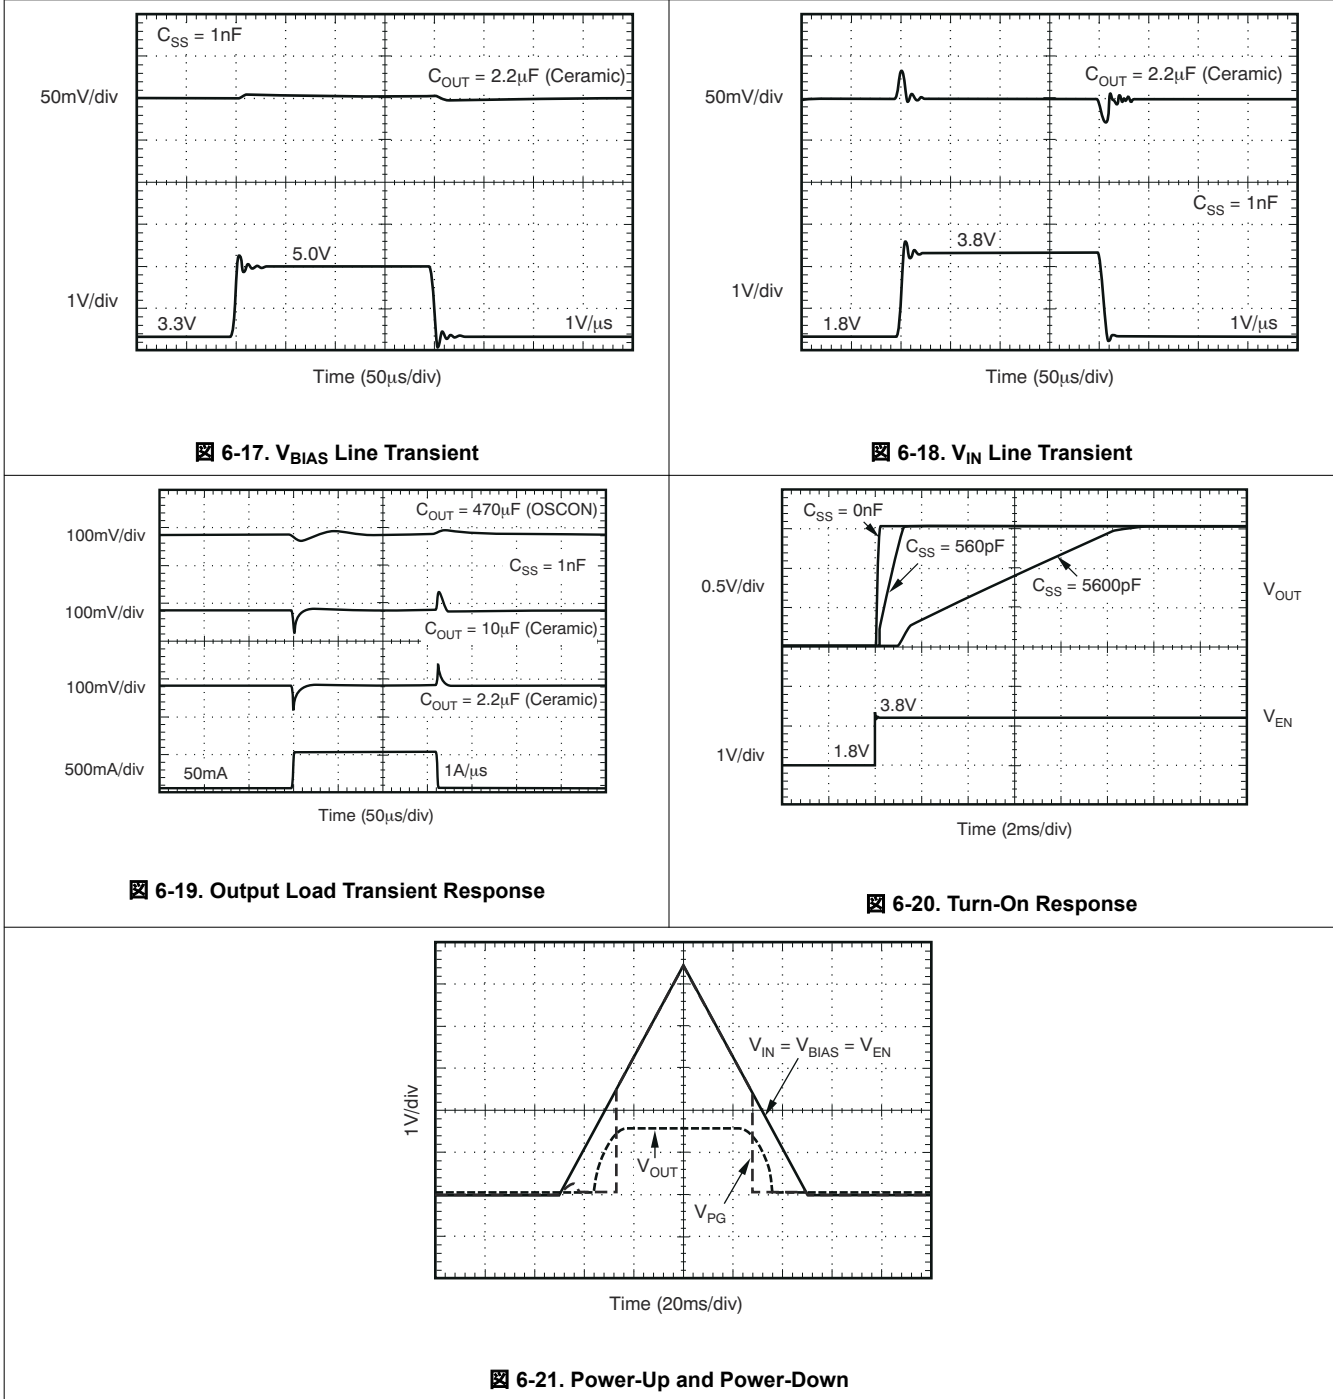 C_SS = 1nF
C_OUT = 2.2μF (Ceramic)
50mV/div
5.0V
1V/div
3.3V
1V/μs
Time (50μs/div)
図 6-17. V_BIAS Line Transient
C_OUT = 2.2μF (Ceramic)
50mV/div
C_SS = 1nF
3.8V
1V/div
1.8V
1V/μs
Time (50μs/div)
図 6-18. V_IN Line Transient
C_OUT = 470μF (OSCON)
100mV/div
C_SS = 1nF
100mV/div
C_OUT = 10μF (Ceramic)
100mV/div
C_OUT = 2.2μF (Ceramic)
500mA/div
50mA
1A/μs
Time (50μs/div)
図 6-19. Output Load Transient Response
C_SS = 0nF
C_SS = 560pF
0.5V/div
C_SS = 5600pF
V_OUT
3.8V
V_EN
1V/div
1.8V
Time (2ms/div)
図 6-20. Turn-On Response
V_IN = V_BIAS = V_EN
1V/div
V_OUT
V_PG
Time (20ms/div)
図 6-21. Power-Up and Power-Down